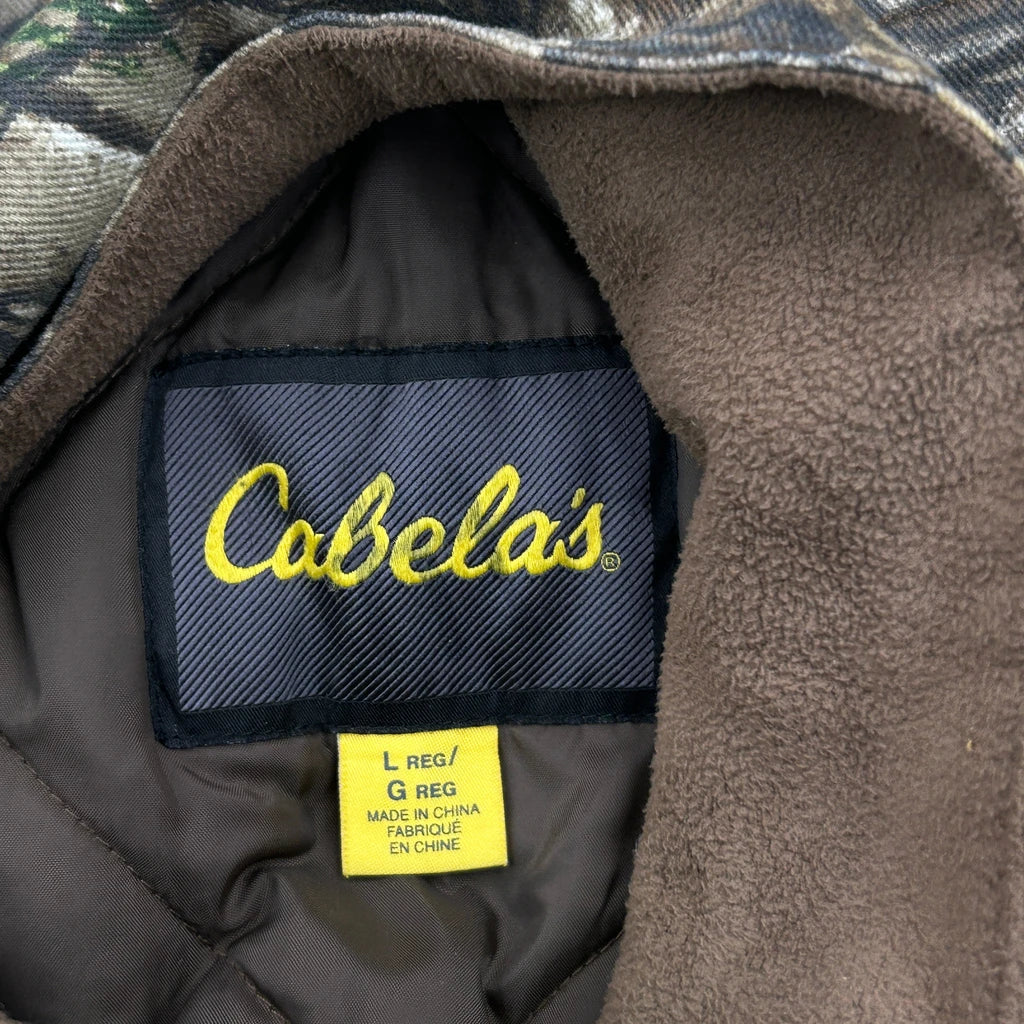 Cabela's®
L REG/
G REG
MADE IN CHINA
FABRIQUÉ
EN CHINE